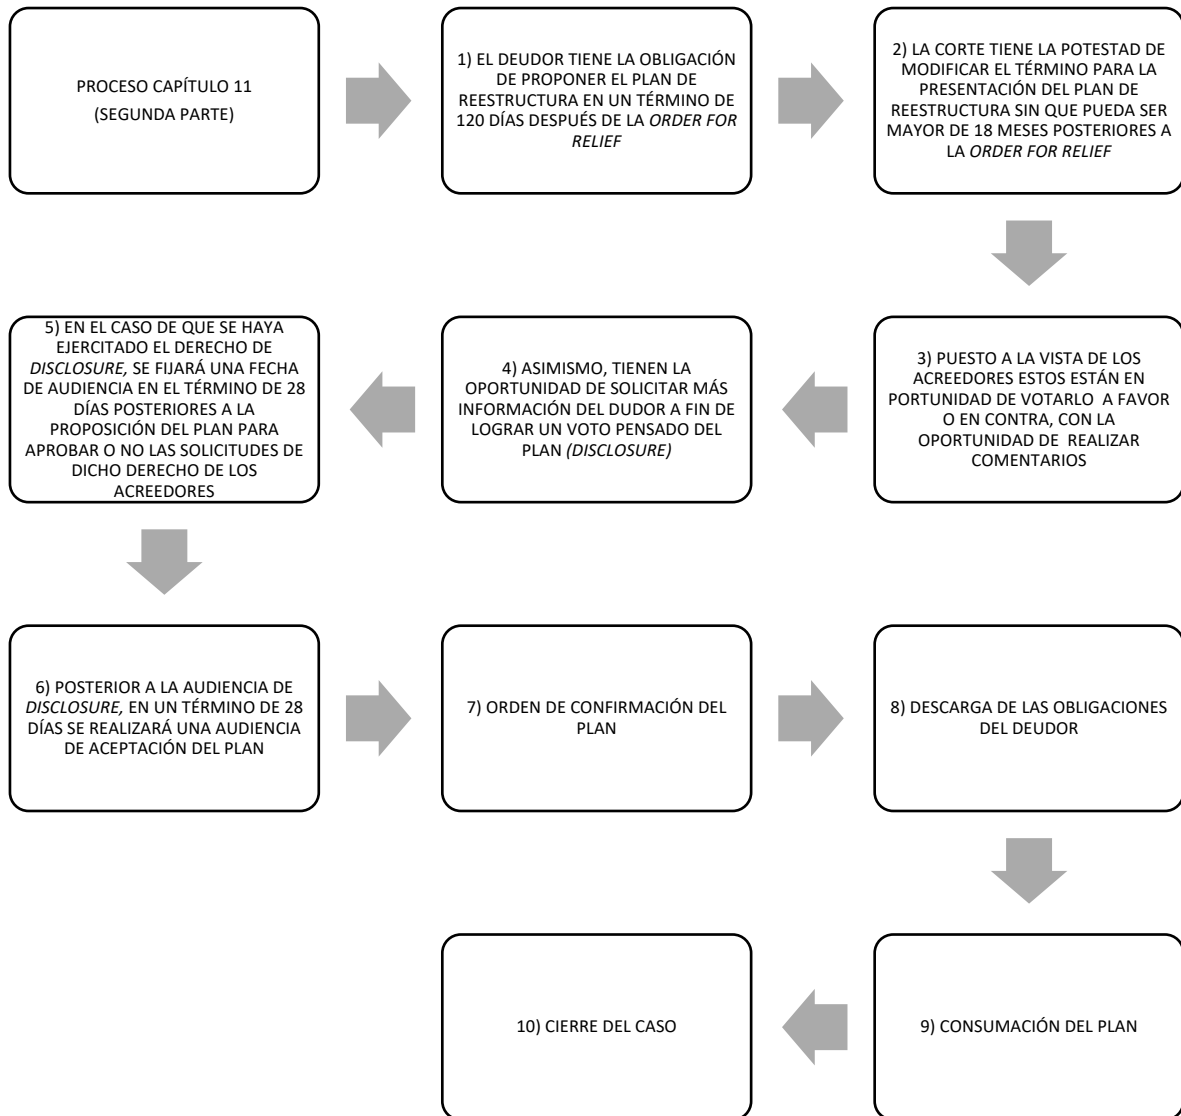 PROCESO CAPÍTULO 11
(SEGUNDA PARTE)
1) EL DEUDOR TIENE LA OBLIGACIÓN
DE PROPONER EL PLAN DE
REESTRUCTURA EN UN TÉRMINO DE
120 DÍAS DESPUÉS DE LA ORDER FOR
RELIEF
2) LA CORTE TIENE LA POTESTAD DE
MODIFICAR EL TÉRMINO PARA LA
PRESENTACIÓN DEL PLAN DE
REESTRUCTURA SIN QUE PUEDA SER
MAYOR DE 18 MESES POSTERIORES A
LA ORDER FOR RELIEF
3) PUESTO A LA VISTA DE LOS
ACREEDORES ESTOS ESTÁN EN
PORTUNIDAD DE VOTARLO A FAVOR
O EN CONTRA, CON LA
OPORTUNIDAD DE REALIZAR
COMENTARIOS
4) ASIMISMO, TIENEN LA
OPORTUNIDAD DE SOLICITAR MÁS
INFORMACIÓN DEL DUDOR A FIN DE
LOGRAR UN VOTO PENSADO DEL
PLAN (DISCLOSURE)
5) EN EL CASO DE QUE SE HAYA
EJERCITADO EL DERECHO DE
DISCLOSURE, SE FIJARÁ UNA FECHA
DE AUDIENCIA EN EL TÉRMINO DE 28
DÍAS POSTERIORES A LA
PROPOSICIÓN DEL PLAN PARA
APROBAR O NO LAS SOLICITUDES DE
DICHO DERECHO DE LOS
ACREEDORES
6) POSTERIOR A LA AUDIENCIA DE
DISCLOSURE, EN UN TÉRMINO DE 28
DÍAS SE REALIZARÁ UNA AUDIENCIA
DE ACEPTACIÓN DEL PLAN
7) ORDEN DE CONFIRMACIÓN DEL
PLAN
8) DESCARGA DE LAS OBLIGACIONES
DEL DEUDOR
9) CONSUMACIÓN DEL PLAN
10) CIERRE DEL CASO